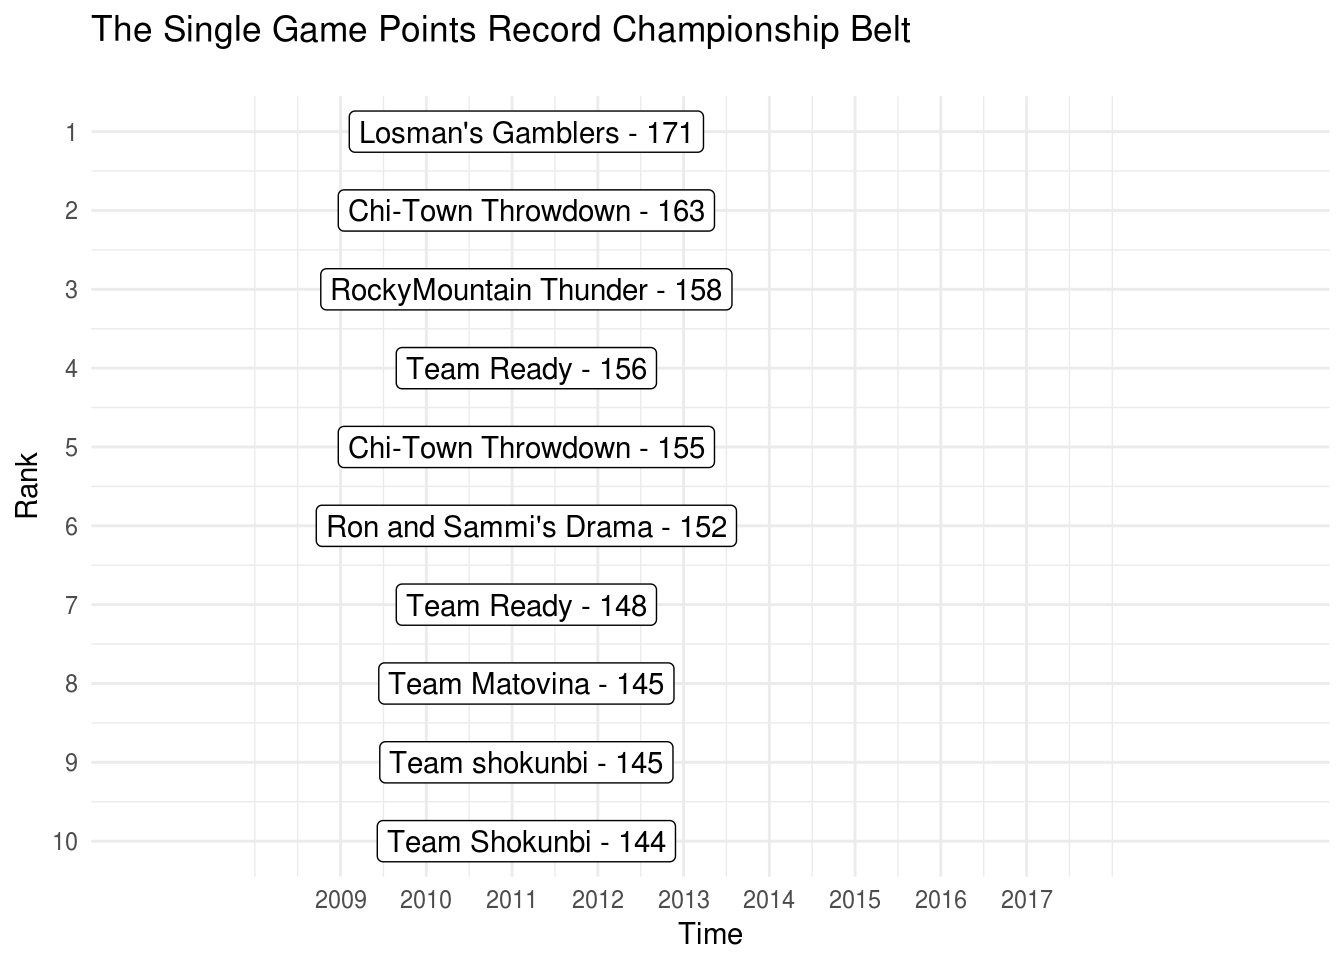 The Single Game Points Record Championship Belt
1
Losman's Gamblers - 171
2
Chi-Town Throwdown - 163
3
RockyMountain Thunder - 158
4
Team Ready - 156
5
Chi-Town Throwdown - 155
Rank
6
Ron and Sammi's Drama - 152
7
Team Ready - 148
8
Team Matovina - 145
9
Team shokunbi - 145
10
Team Shokunbi - 144
2009 2010 2011 2012 2013 2014 2015 2016 2017
Time